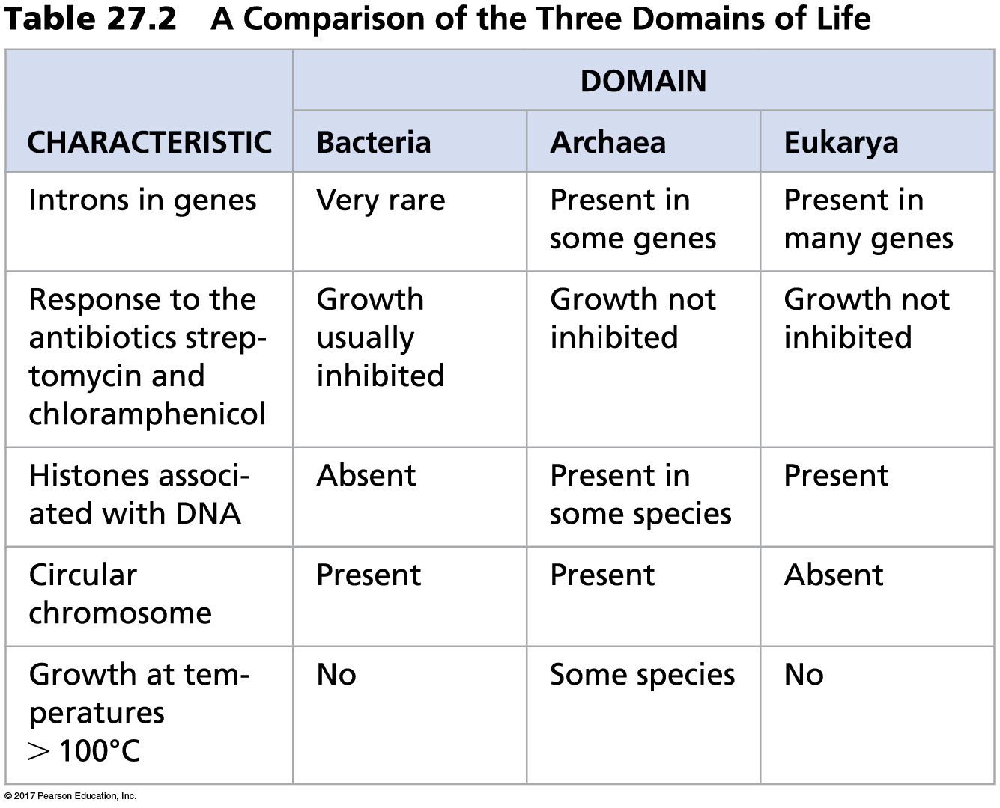 Table 27.2 A Comparison of the Three Domains of Life
DOMAIN
CHARACTERISTIC Bacteria Archaea Eukarya
Introns in genes
Very rare
Present in
some genes
Present in
many genes
Response to the
antibiotics strep-
tomycin and
chloramphenicol
Growth
usually
inhibited
Growth not
inhibited
Growth not
inhibited
Histones associ-
ated with DNA
Absent
Present in
some species
Present
Circular
chromosome
Present
Present
Absent
Growth at tem-
peratures
> 100°C
No
Some species
No
© 2017 Pearson Education, Inc.